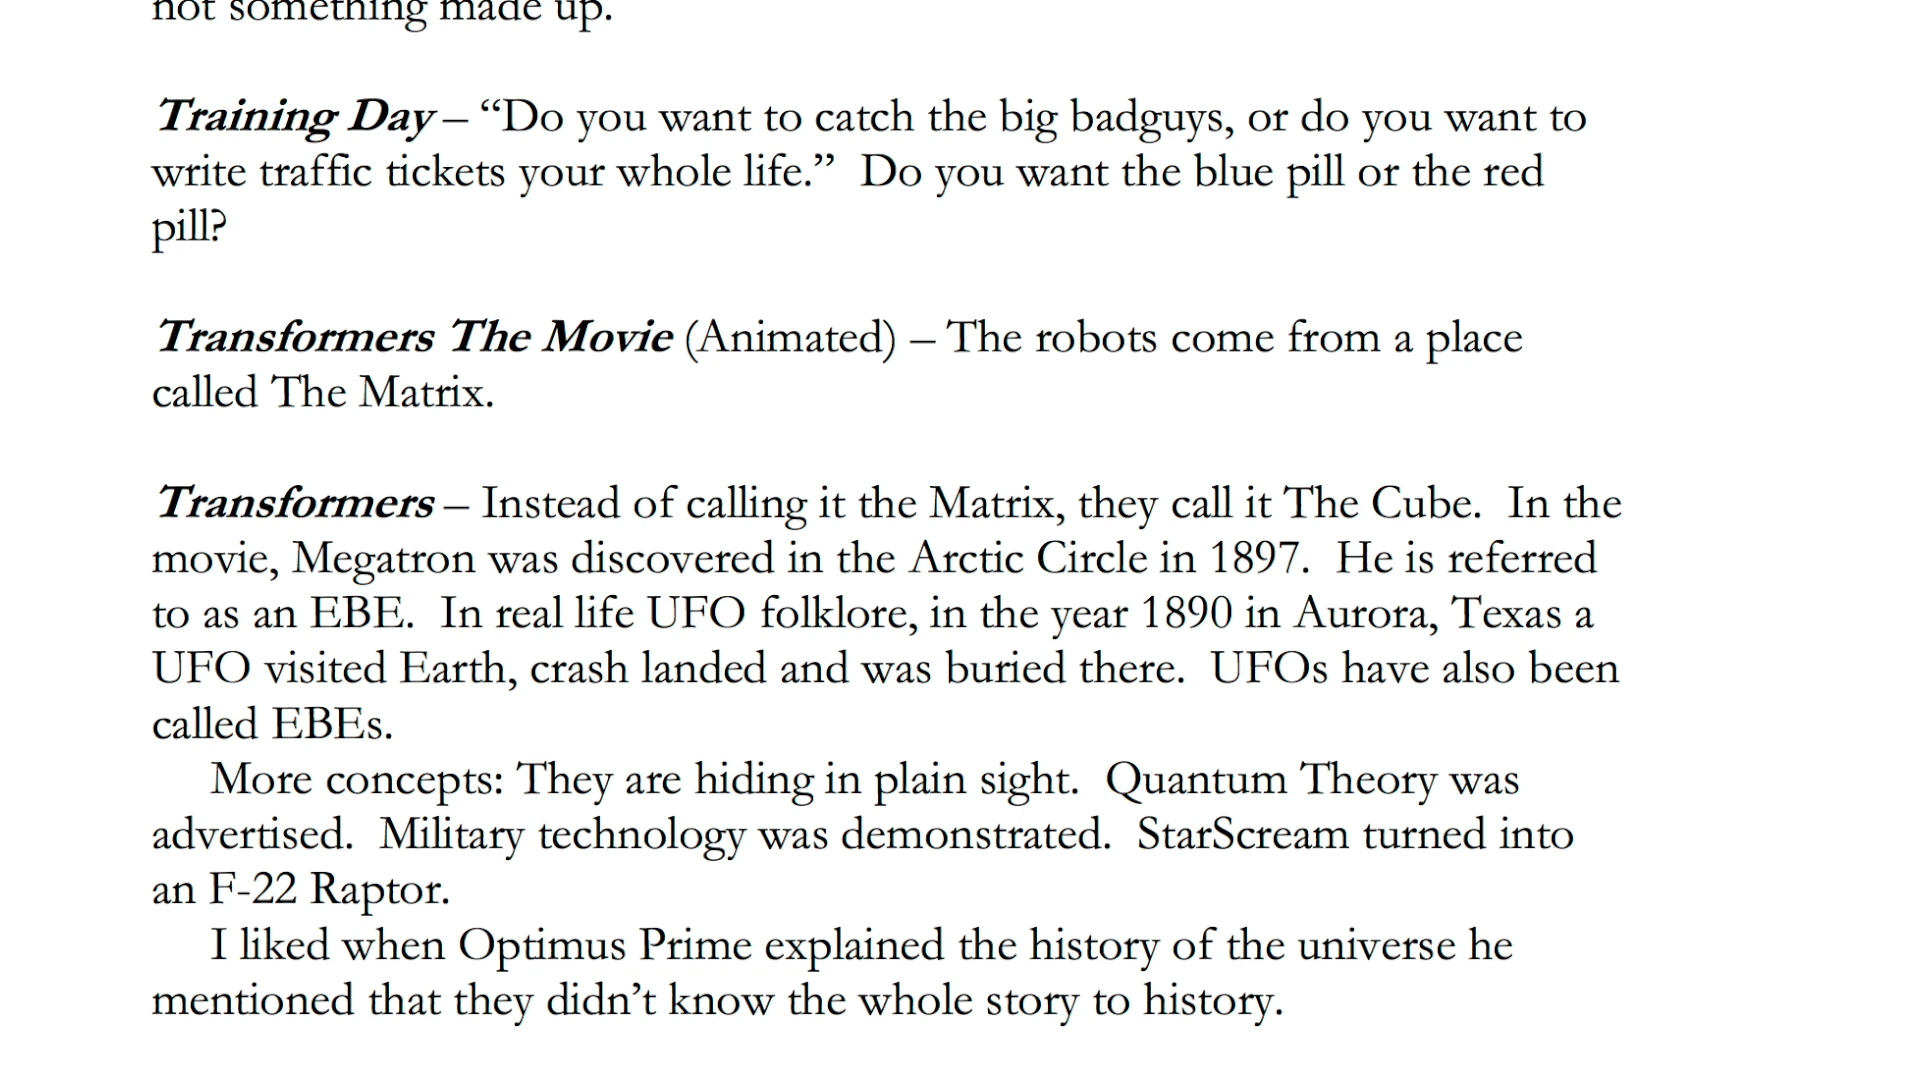 not something made up.
Training Day – “Do you want to catch the big badguys, or do you want to
write traffic tickets your whole life.”  Do you want the blue pill or the red
pill?
Transformers The Movie (Animated) – The robots come from a place
called The Matrix.
Transformers – Instead of calling it the Matrix, they call it The Cube.  In the
movie, Megatron was discovered in the Arctic Circle in 1897.  He is referred
to as an EBE.  In real life UFO folklore, in the year 1890 in Aurora, Texas a
UFO visited Earth, crash landed and was buried there.  UFOs have also been
called EBEs.
More concepts: They are hiding in plain sight.  Quantum Theory was
advertised.  Military technology was demonstrated.  StarScream turned into
an F-22 Raptor.
I liked when Optimus Prime explained the history of the universe he
mentioned that they didn’t know the whole story to history.